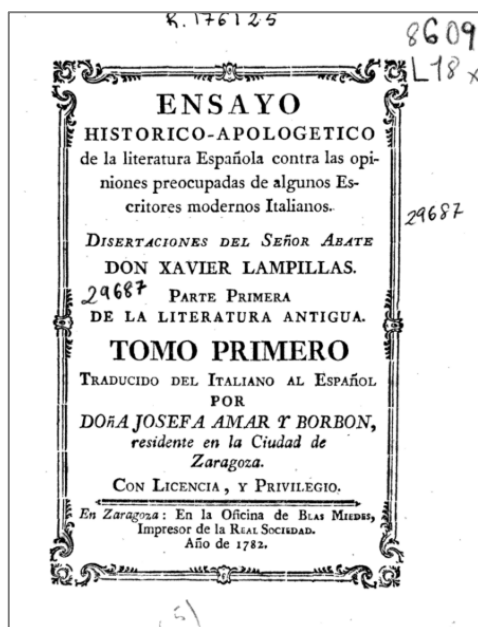 R. 176125
8609
L18 x
ENSAYO
HISTORICO-APOLOGETICO
de la literatura Española contra las opi-
niones preocupadas de algunos Es-
critores modernos Italianos.
29687
DISERTACIONES DEL SEÑOR ABATE
DON XAVIER LAMPILLAS.
29687
PARTE PRIMERA
DE LA LITERATURA ANTIGUA.
TOMO PRIMERO
TRADUCIDO DEL ITALIANO AL ESPAÑOL
POR
DOñA JOSEFA AMAR Y BORBON,
residente en la Ciudad de
Zaragoza.
CON LICENCIA, Y PRIVILEGIO.
En Zaragoza: En la Oficina de BLAS MIEDES,
Impresor de la REAL SOCIEDAD.
Año de 1782.
(5)